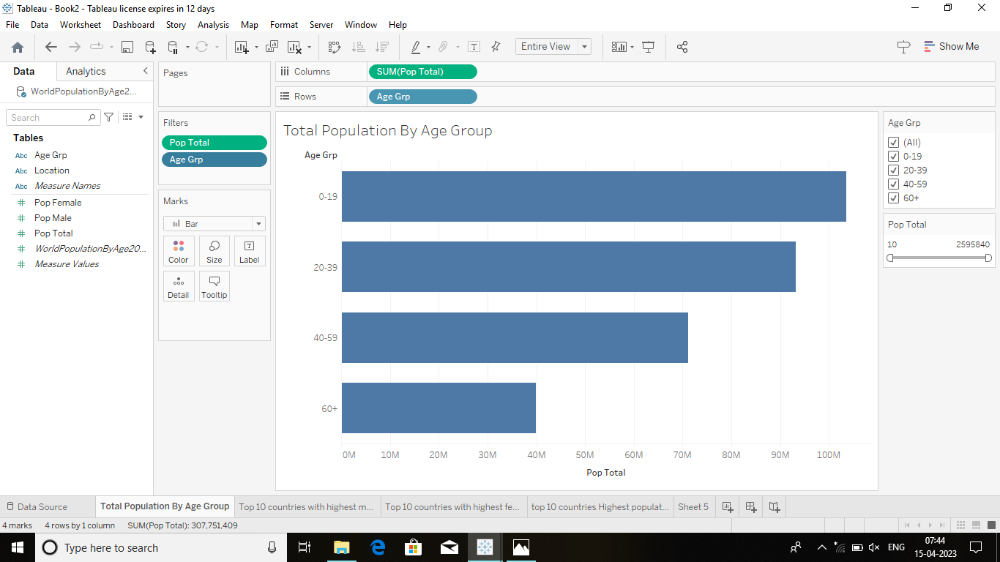 Tableau - Book2 - Tableau license expires in 12 days
File Data Worksheet Dashboard Story Analysis Map Format Server Window Help
Entire View
Show Me
Data Analytics
WorldPopulationByAge2...
Search
Tables
Abc Age Grp
Abc Location
Abc Measure Names
Pop Female
Pop Male
Pop Total
WorldPopulationByAge20...
Measure Values
Pages
Filters
Pop Total
Age Grp
Marks
Bar
Color Size Label
Detail Tooltip
Columns SUM(Pop Total)
Rows Age Grp
Total Population By Age Group
Age Grp
0-19
20-39
40-59
60+
0M 10M 20M 30M 40M 50M 60M 70M 80M 90M 100M
Pop Total
Age Grp
(All)
0-19
20-39
40-59
60+
Pop Total
10 2595840
Data Source Total Population By Age Group Top 10 countries with highest m... Top 10 countries with highest fe... top 10 countries Highest populat... Sheet 5
4 marks 4 rows by 1 column SUM(Pop Total): 307,751,409
Type here to search
ENG
07:44
15-04-2023